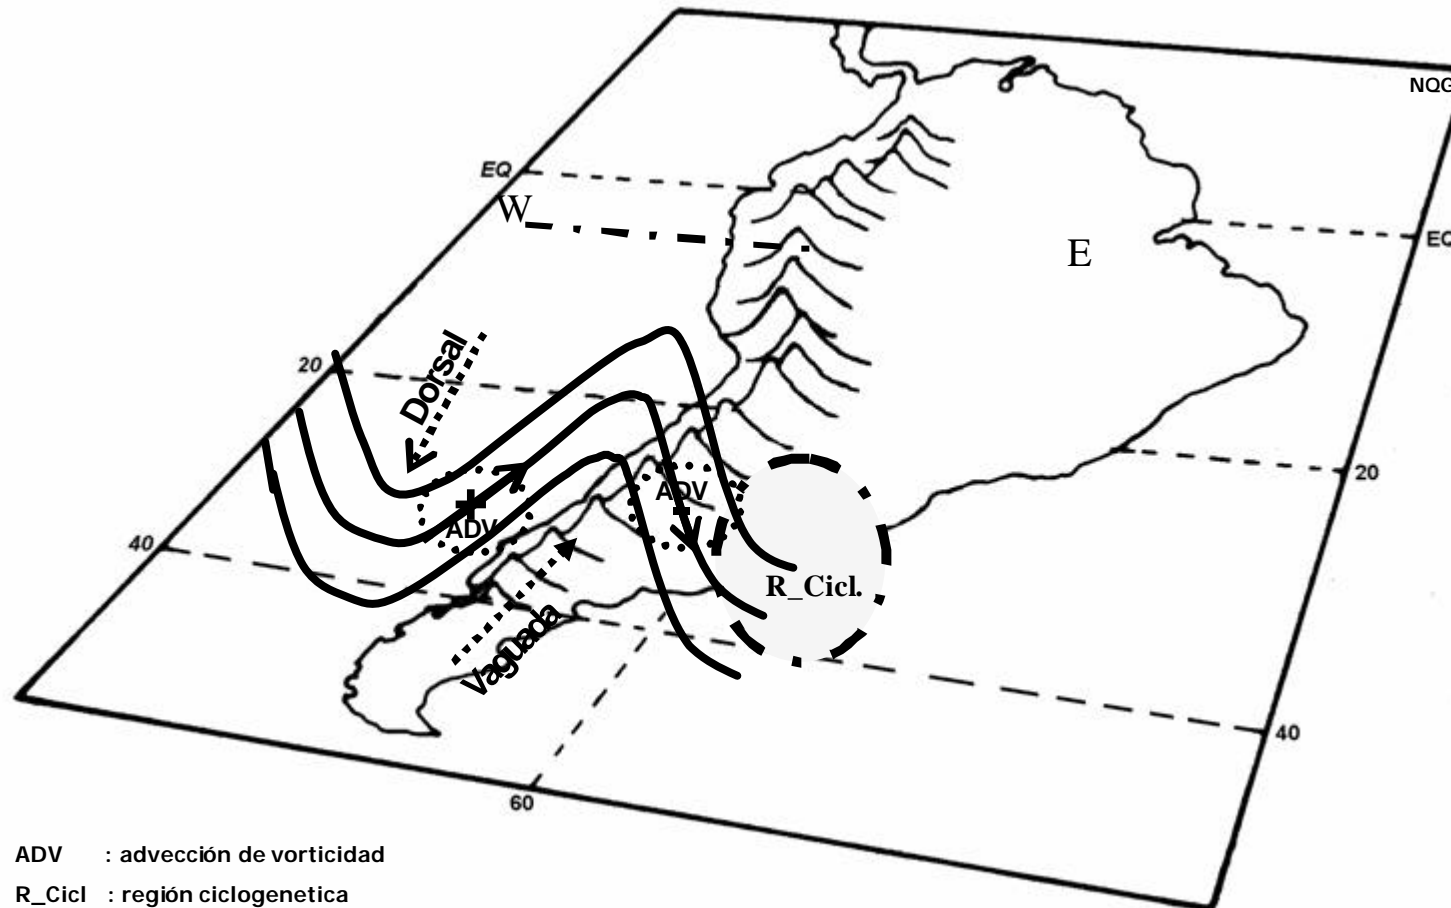 NQG
EQ
W
E
EQ
Dorsal
20
20
+
ADV
ADV
-
40
R_Cicl.
Vaguada
40
60
ADV : advección de vorticidad
R_Cicl : región ciclogenetica